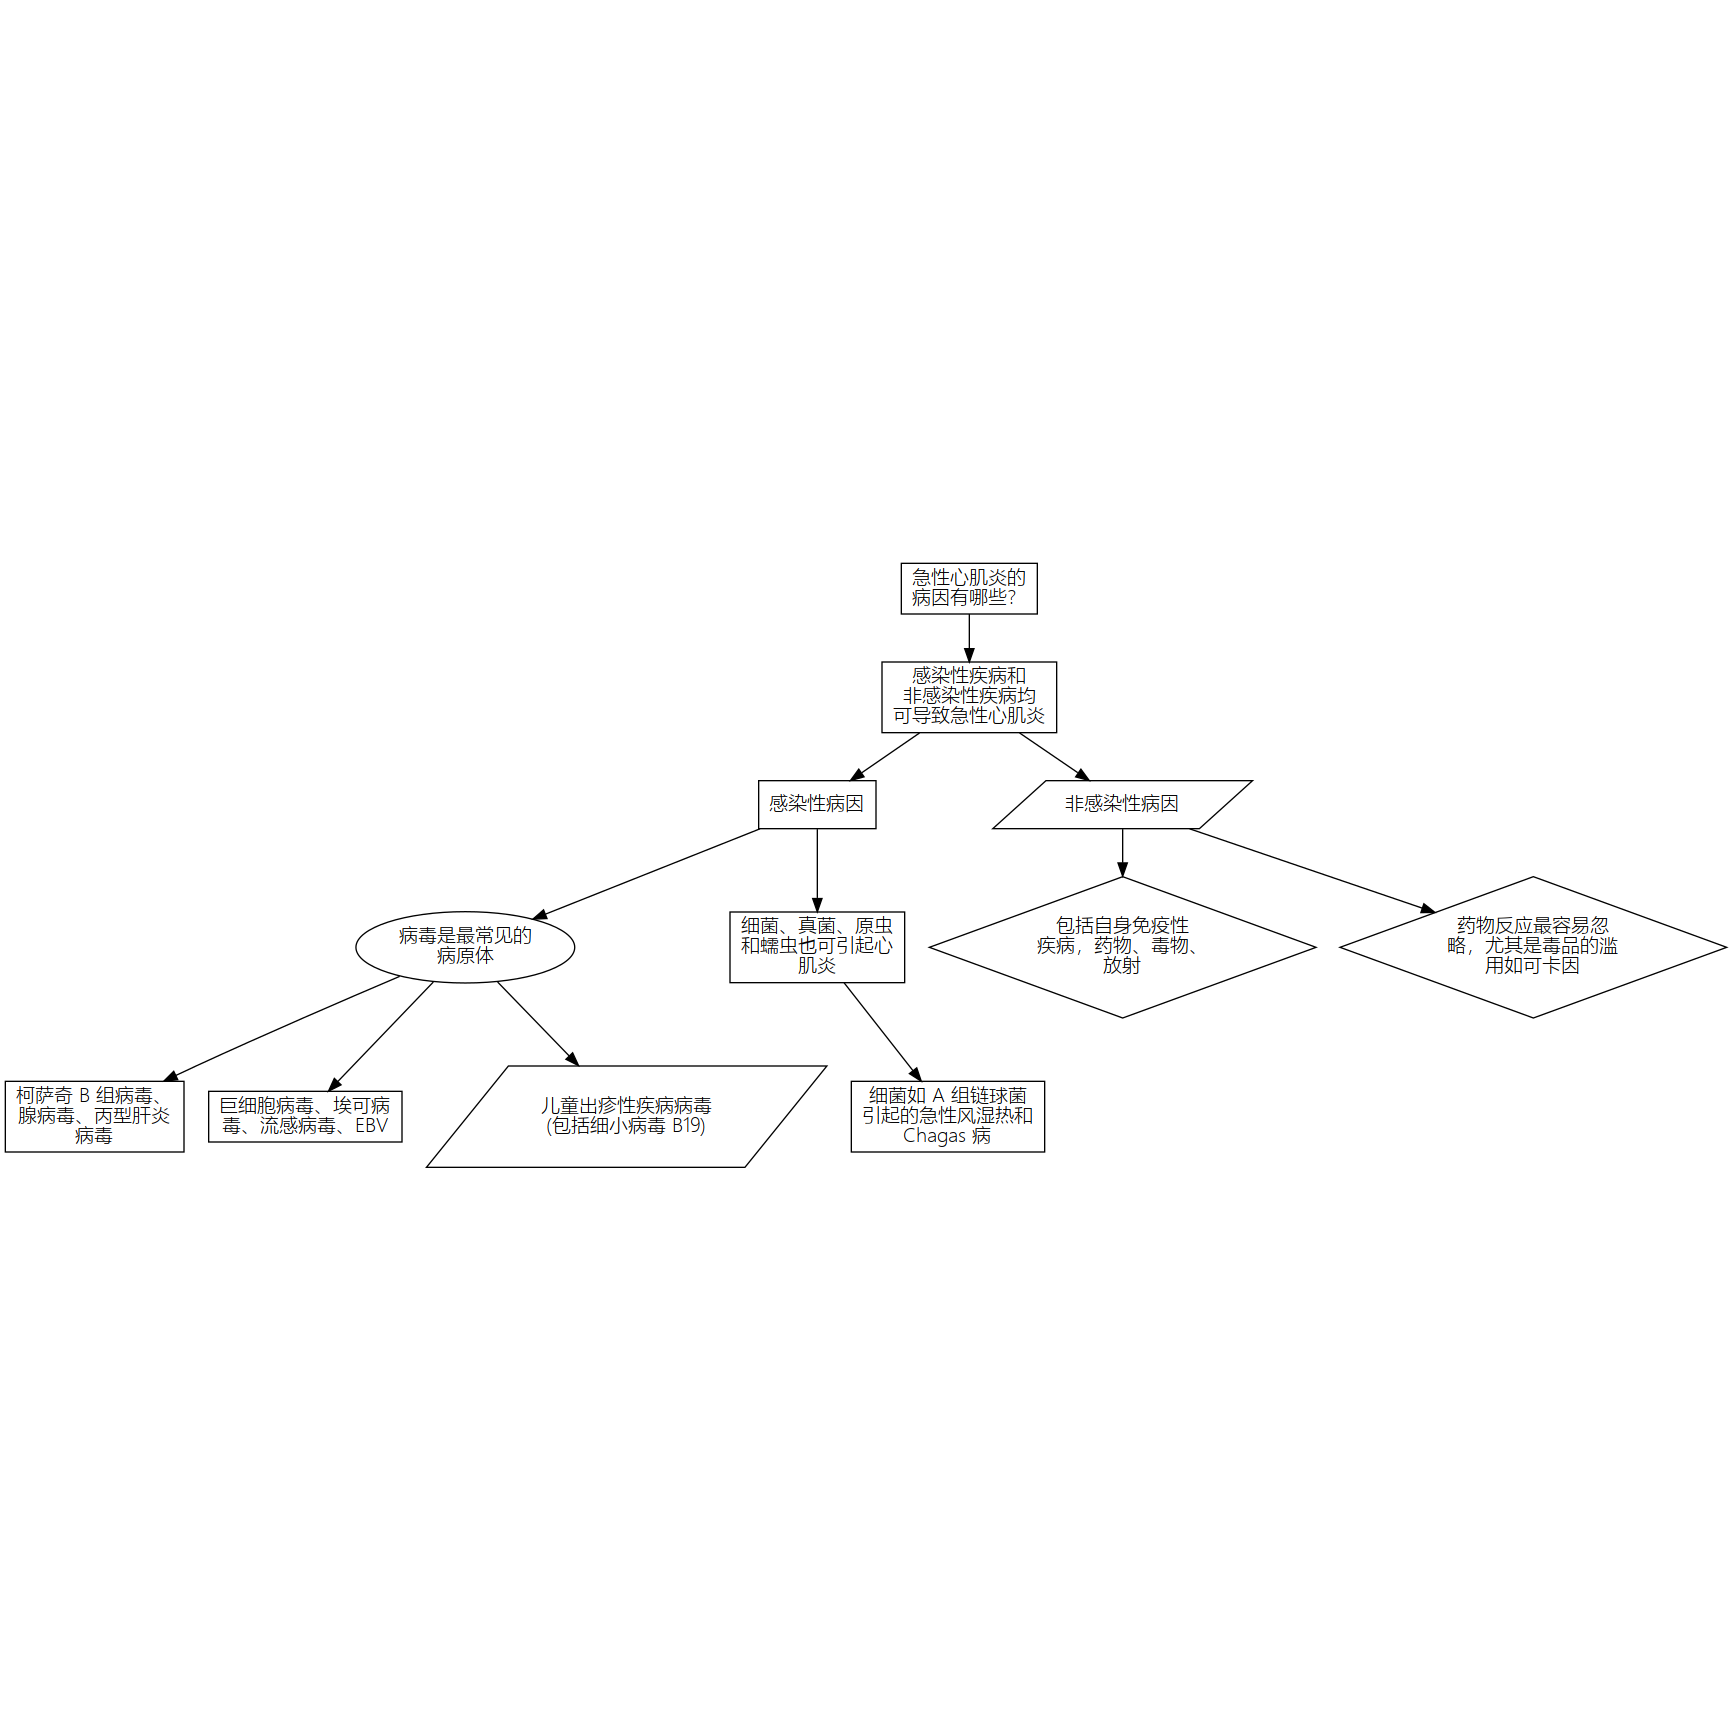 急性心肌炎的
病因有哪些？
感染性疾病和
非感染性疾病均
可导致急性心肌炎
感染性病因
非感染性病因
病毒是最常见的
病原体
细菌、真菌、原虫
和蠕虫也可引起心
肌炎
包括自身免疫性
疾病，药物、毒物、
放射
药物反应最容易忽
略，尤其是毒品的滥
用如可卡因
柯萨奇 B 组病毒、
腺病毒、丙型肝炎
病毒
巨细胞病毒、埃可病
毒、流感病毒、EBV
儿童出疹性疾病病毒
(包括细小病毒 B19)
细菌如 A 组链球菌
引起的急性风湿热和
Chagas 病